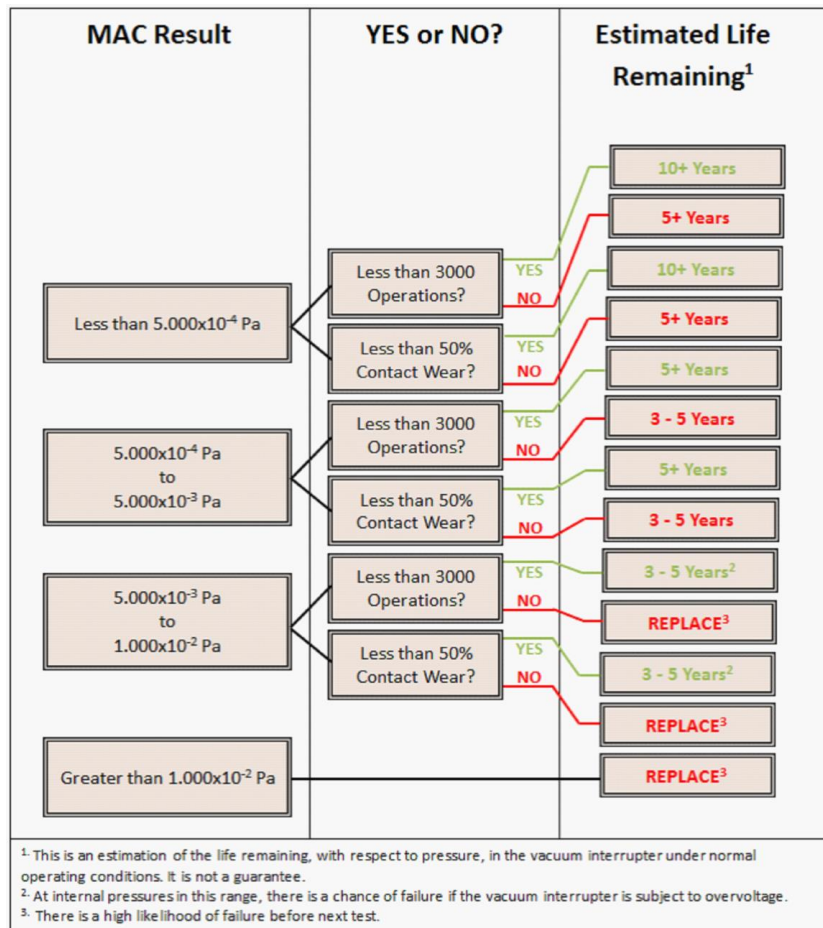 MAC Result
YES or NO?
Estimated Life
Remaining¹
10+ Years
5+ Years
Less than 3000
Operations?
YES
NO
10+ Years
Less than 5.000x10⁻⁴ Pa
5+ Years
Less than 50%
Contact Wear?
YES
NO
5+ Years
Less than 3000
Operations?
YES
NO
3 - 5 Years
5.000x10⁻⁴ Pa
to
5.000x10⁻³ Pa
5+ Years
Less than 50%
Contact Wear?
YES
NO
3 - 5 Years
Less than 3000
Operations?
YES
NO
3 - 5 Years²
5.000x10⁻³ Pa
to
1.000x10⁻² Pa
REPLACE³
Less than 50%
Contact Wear?
YES
NO
3 - 5 Years²
REPLACE³
Greater than 1.000x10⁻² Pa
REPLACE³
¹· This is an estimation of the life remaining, with respect to pressure, in the vacuum interrupter under normal
operating conditions. It is not a guarantee.
²· At internal pressures in this range, there is a chance of failure if the vacuum interrupter is subject to overvoltage.
³· There is a high likelihood of failure before next test.